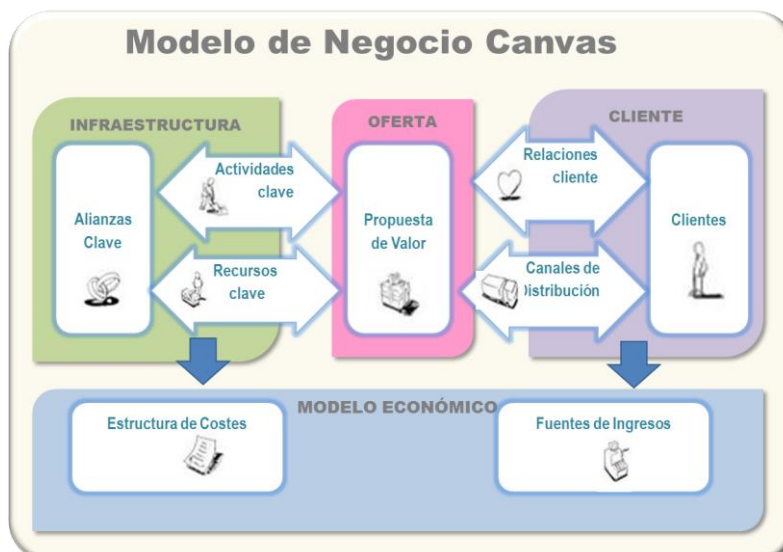 Modelo de Negocio Canvas
INFRAESTRUCTURA
OFERTA
CLIENTE
Actividades
clave
Relaciones
cliente
Alianzas
Clave
Propuesta
de Valor
Clientes
Recursos
clave
Canales de
Distribución
MODELO ECONÓMICO
Estructura de Costes
Fuentes de Ingresos